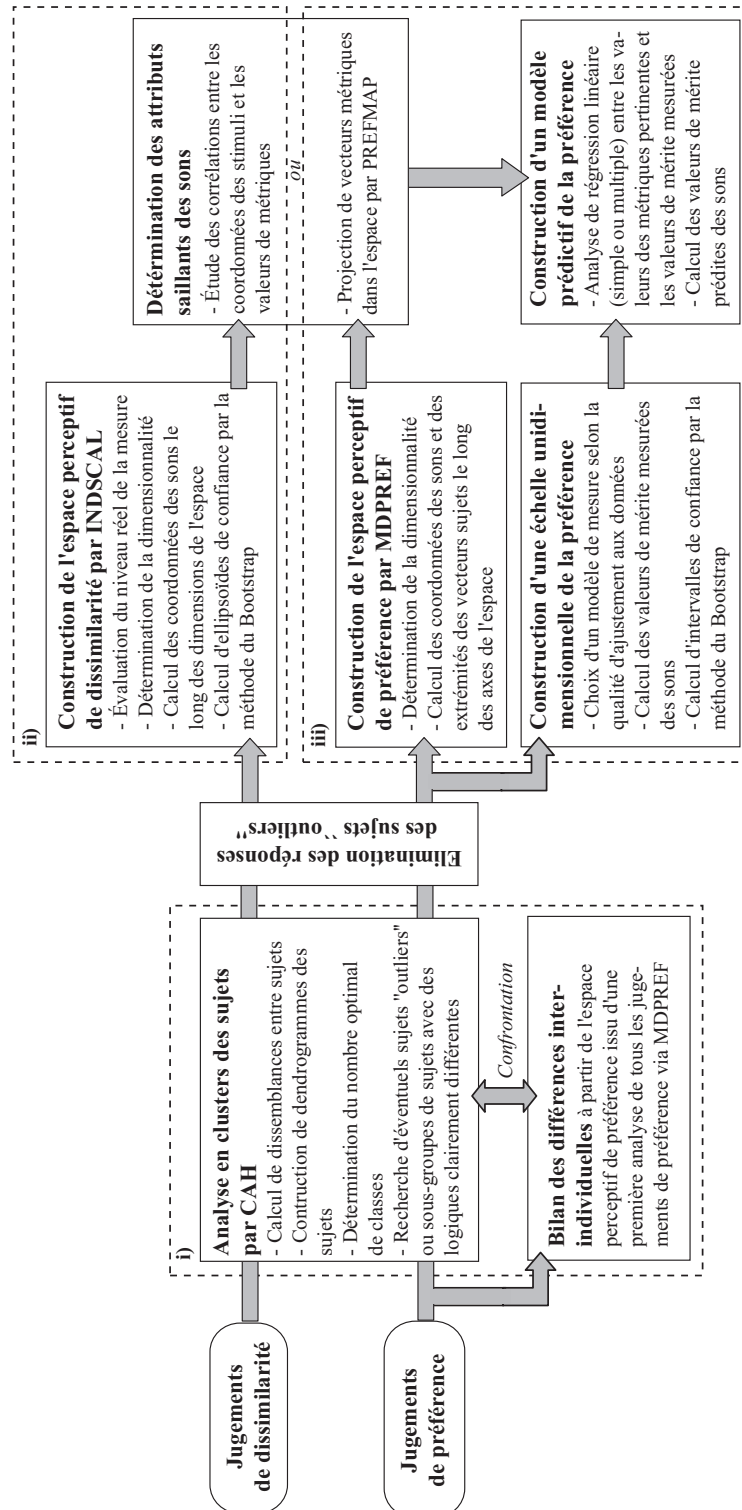 Jugements
de dissimilarité
Jugements
de préférence
i)
Analyse en clusters des sujets
par CAH
- Calcul de dissemblances entre sujets
- Contruction de dendrogrammes des
sujets
- Détermination du nombre optimal
de classes
- Recherche d'éventuels sujets "outliers"
ou sous-groupes de sujets avec des
logiques clairement différentes
Confrontation
Bilan des différences inter-
individuelles à partir de l'espace
perceptif de préférence issu d'une
première analyse de tous les juge-
ments de préférence via MDPREF
Elimination des réponses
des sujets ``outliers"
ii)
Construction de l'espace perceptif
de dissimilarité par INDSCAL
- Évaluation du niveau réel de la mesure
- Détermination de la dimensionnalité
- Calcul des coordonnées des sons le
long des dimensions de l'espace
- Calcul d'ellipsoïdes de confiance par la
méthode du Bootstrap
Détérmination des attributs
saillants des sons
- Étude des corrélations entre les
coordonnées des stimuli et les
valeurs de métriques
ou
- Projection de vecteurs métriques
dans l'espace par PREFMAP
iii)
Construction de l'espace perceptif
de préférence par MDPREF
- Détermination de la dimensionnalité
- Calcul des coordonnées des sons et des
extrémités des vecteurs sujets le long
des axes de l'espace
Construction d'une échelle unidi-
mensionnelle de la préférence
- Choix d'un modèle de mesure selon la
qualité d'ajustement aux données
- Calcul des valeurs de mérite mesurées
des sons
- Calcul d'intervalles de confiance par la
méthode du Bootstrap
Construction d'un modèle
prédictif de la préférence
- Analyse de régression linéaire
(simple ou multiple) entre les va-
leurs des métriques pertinentes et
les valeurs de mérite mesurées
- Calcul des valeurs de mérite
prédites des sons